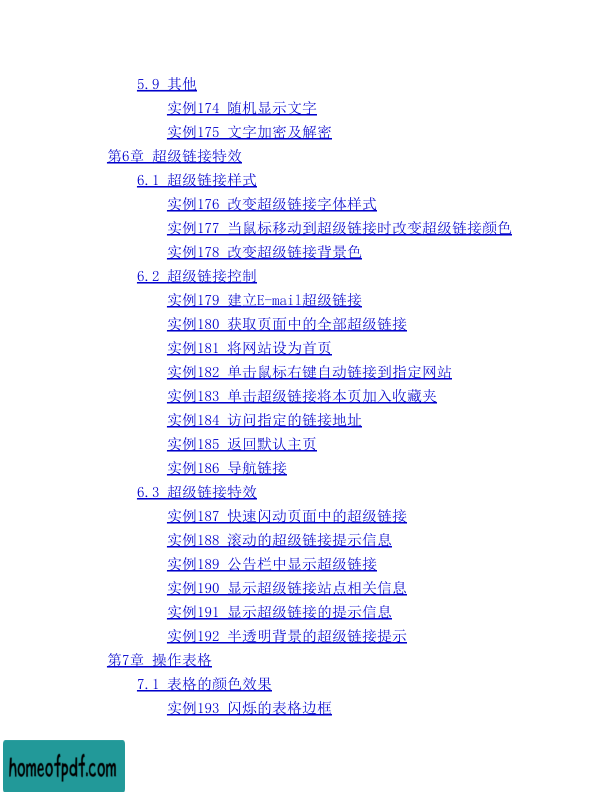 5.9 其他
实例174 随机显示文字
实例175 文字加密及解密
第6章 超级链接特效
6.1 超级链接样式
实例176 改变超级链接字体样式
实例177 当鼠标移动到超级链接时改变超级链接颜色
实例178 改变超级链接背景色
6.2 超级链接控制
实例179 建立E-mail超级链接
实例180 获取页面中的全部超级链接
实例181 将网站设为首页
实例182 单击鼠标右键自动链接到指定网站
实例183 单击超级链接将本页加入收藏夹
实例184 访问指定的链接地址
实例185 返回默认主页
实例186 导航链接
6.3 超级链接特效
实例187 快速闪动页面中的超级链接
实例188 滚动的超级链接提示信息
实例189 公告栏中显示超级链接
实例190 显示超级链接站点相关信息
实例191 显示超级链接的提示信息
实例192 半透明背景的超级链接提示
第7章 操作表格
7.1 表格的颜色效果
实例193 闪烁的表格边框
homeofpdf.com